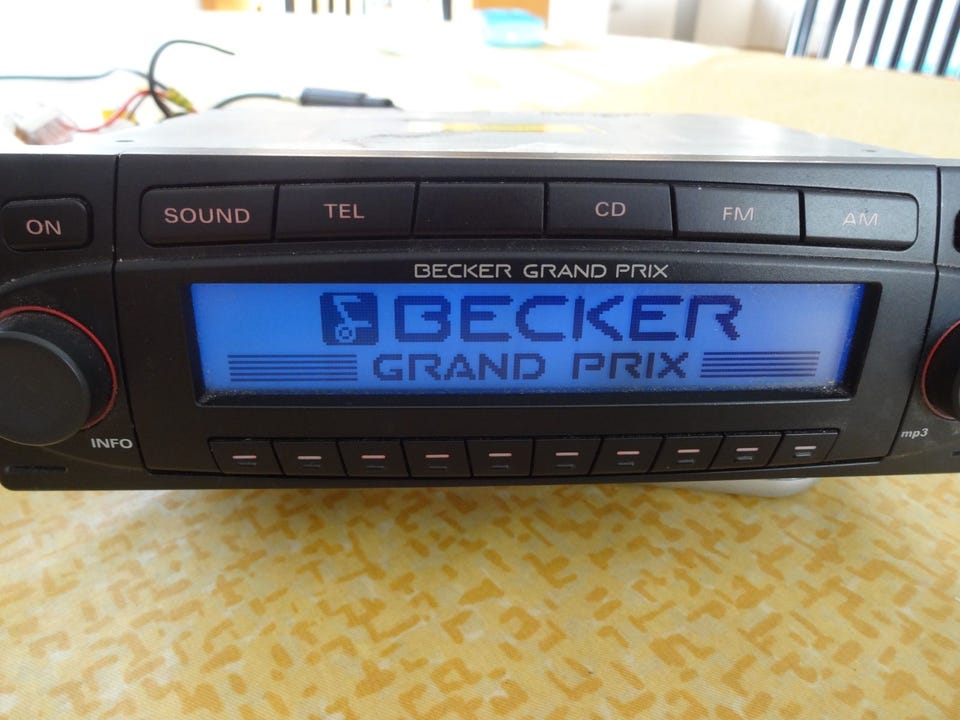 ON
SOUND
TEL
CD
FM
AM
BECKER GRAND PRIX
BECKER
GRAND PRIX
INFO
mp3